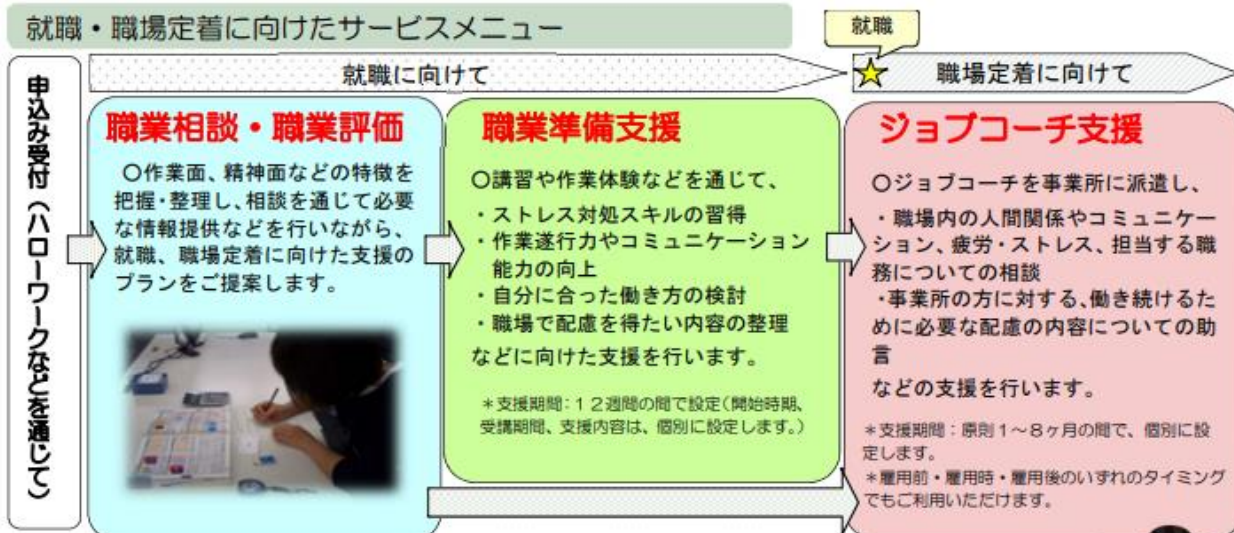 就職・職場定着に向けたサービスメニュー
就職
就職に向けて
職場定着に向けて
申込み受付（ハローワークなどを通じて）
職業相談・職業評価
○作業面、精神面などの特徴を
把握・整理し、相談を通じて必要
な情報提供などを行いながら、
就職、職場定着に向けた支援の
プランをご提案します。
職業準備支援
○講習や作業体験などを通じて、
・ストレス対処スキルの習得
・作業遂行力やコミュニケーション
能力の向上
・自分に合った働き方の検討
・職場で配慮を得たい内容の整理
などに向けた支援を行います。
＊支援期間：１２週間の間で設定（開始時期、
受講期間、支援内容は、個別に設定します。）
ジョブコーチ支援
○ジョブコーチを事業所に派遣し、
・職場内の人間関係やコミュニケー
ション、疲労・ストレス、担当する職
務についての相談
・事業所の方に対する、働き続けるた
めに必要な配慮の内容についての助
言
などの支援を行います。
＊支援期間：原則１～８ヶ月の間で、個別に設
定します。
＊雇用前・雇用時・雇用後のいずれのタイミング
でもご利用いただけます。